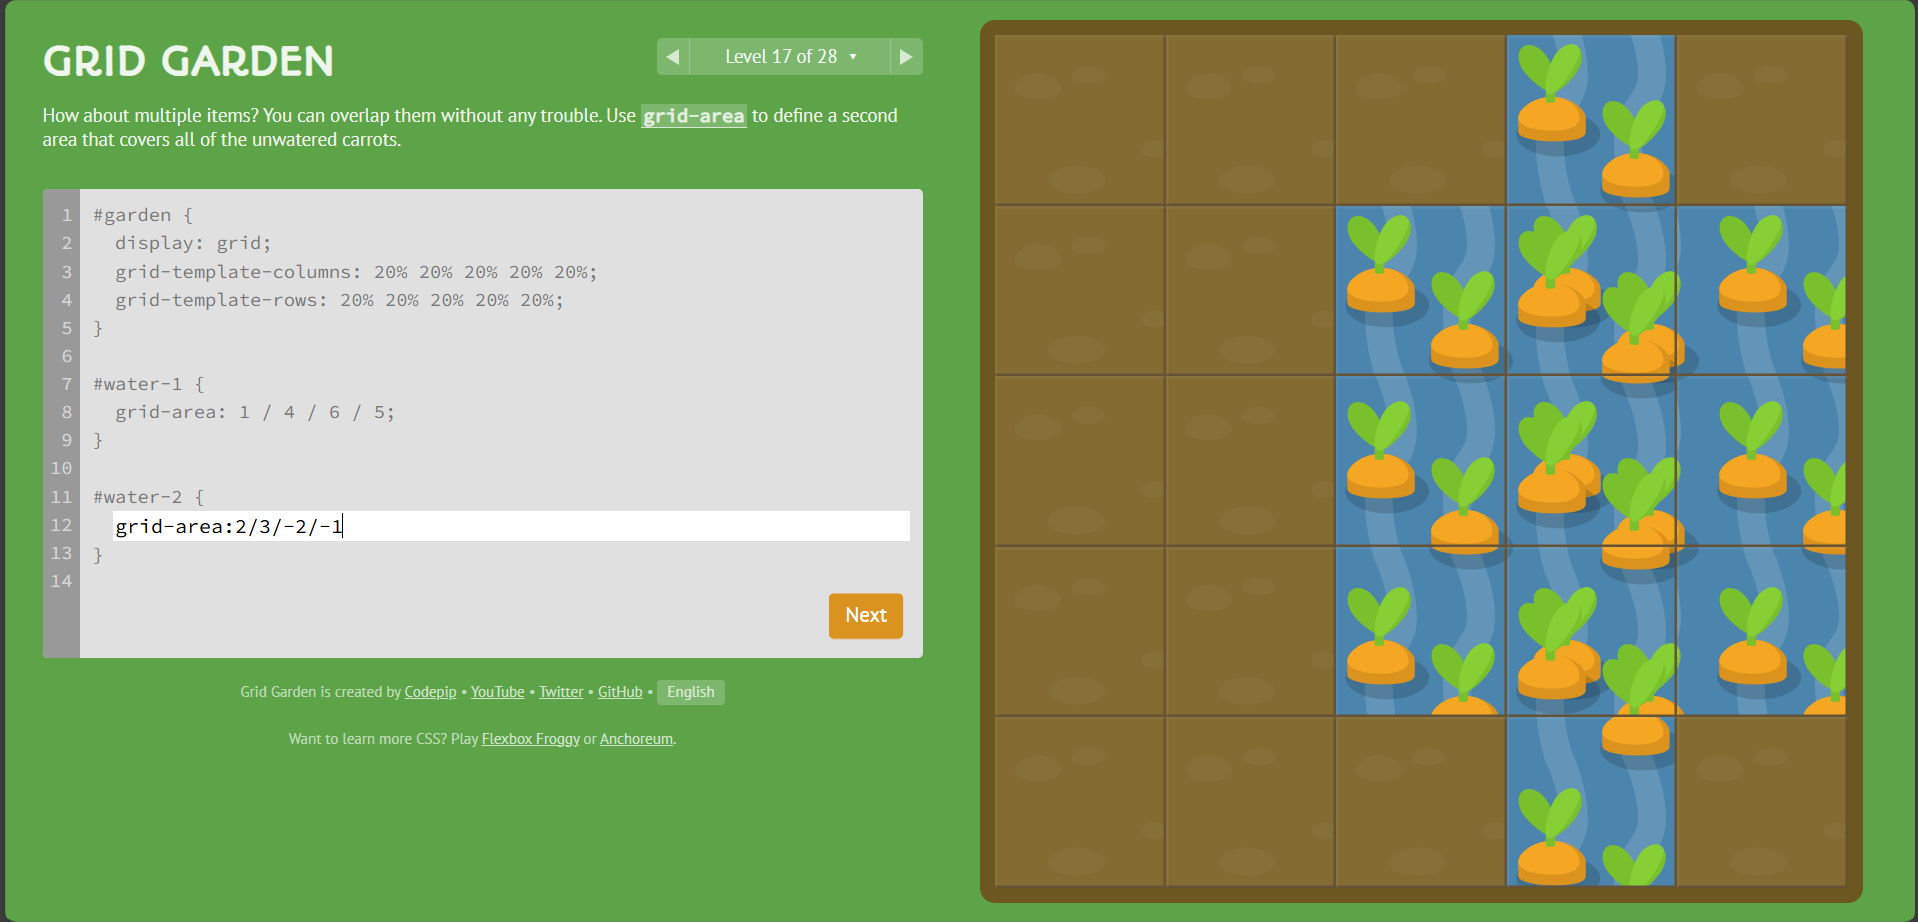 GRID GARDEN
◀ Level 17 of 28 ▾ ▶
How about multiple items? You can overlap them without any trouble. Use grid-area to define a second
area that covers all of the unwatered carrots.
1 #garden {
2   display: grid;
3   grid-template-columns: 20% 20% 20% 20% 20%;
4   grid-template-rows: 20% 20% 20% 20% 20%;
5 }
6
7 #water-1 {
8   grid-area: 1 / 4 / 6 / 5;
9 }
10
11 #water-2 {
12   grid-area:2/3/-2/-1
13 }
14
Next
Grid Garden is created by Codepip • YouTube • Twitter • GitHub • English
Want to learn more CSS? Play Flexbox Froggy or Anchoreum.